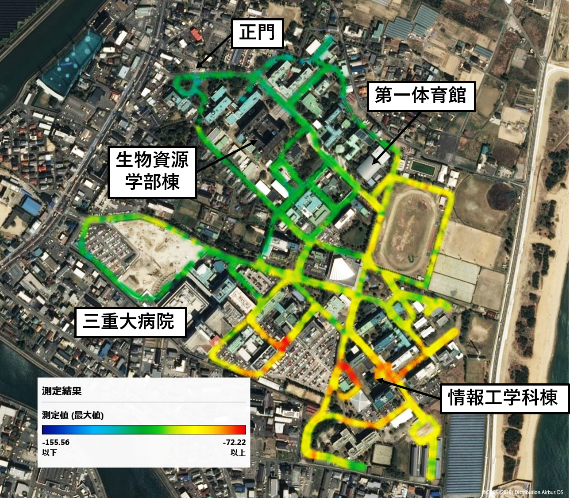 正門
第一体育館
生物資源
学部棟
三重大病院
情報工学科棟
測定結果
測定値 (最大値)
-155.56
-72.22
以下
以上